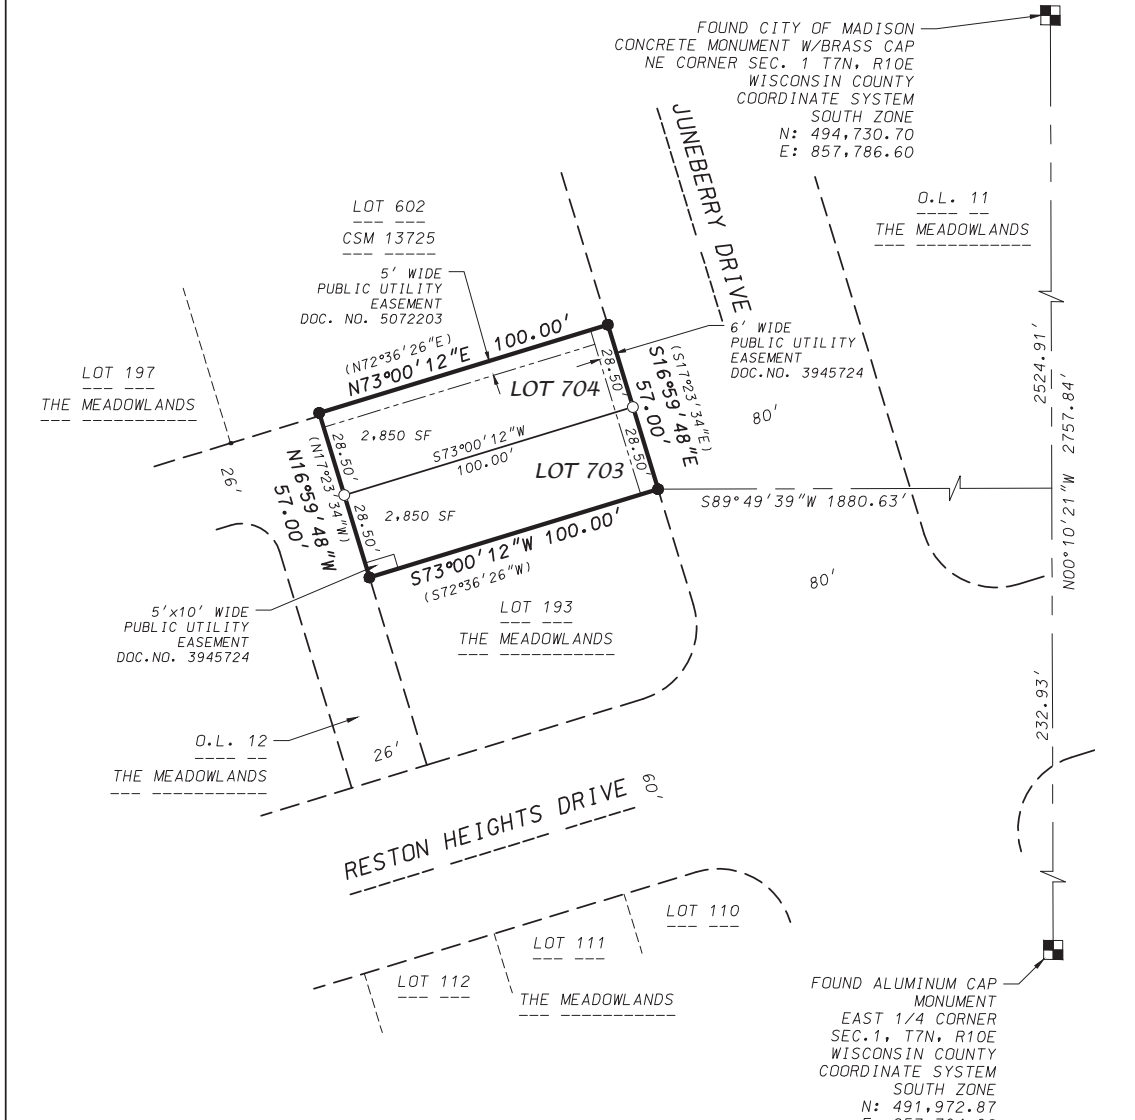 FOUND CITY OF MADISON
CONCRETE MONUMENT W/BRASS CAP
NE CORNER SEC. 1 T7N, R10E
WISCONSIN COUNTY
COORDINATE SYSTEM
SOUTH ZONE
N: 494,730.70
E: 857,786.60
JUNEBERRY DRIVE
O.L. 11
THE MEADOWLANDS
LOT 602
CSM 13725
5' WIDE
PUBLIC UTILITY
EASEMENT
DOC. NO. 5072203
6' WIDE
PUBLIC UTILITY
EASEMENT
DOC.NO. 3945724
(N72°36'26"E)
N73°00'12"E 100.00'
LOT 197
THE MEADOWLANDS
28.50'
S16°59'48"E
57.00'
(S17°23'34"E)
LOT 704
80'
2,850 SF
S73°00'12"W
100.00'
28.50'
28.50'
LOT 703
2,850 SF
28.50'
26'
N16°59'48"W
57.00'
(N17°23'34"W)
S73°00'12"W 100.00'
(S72°36'26"W)
S89°49'39"W 1880.63'
2524.91'
N00°10'21"W 2757.84'
80'
5'x10' WIDE
PUBLIC UTILITY
EASEMENT
DOC.NO. 3945724
LOT 193
THE MEADOWLANDS
232.93'
O.L. 12
THE MEADOWLANDS
26'
RESTON HEIGHTS DRIVE
60'
LOT 110
LOT 111
LOT 112
THE MEADOWLANDS
FOUND ALUMINUM CAP
MONUMENT
EAST 1/4 CORNER
SEC.1, T7N, R10E
WISCONSIN COUNTY
COORDINATE SYSTEM
SOUTH ZONE
N: 491,972.87